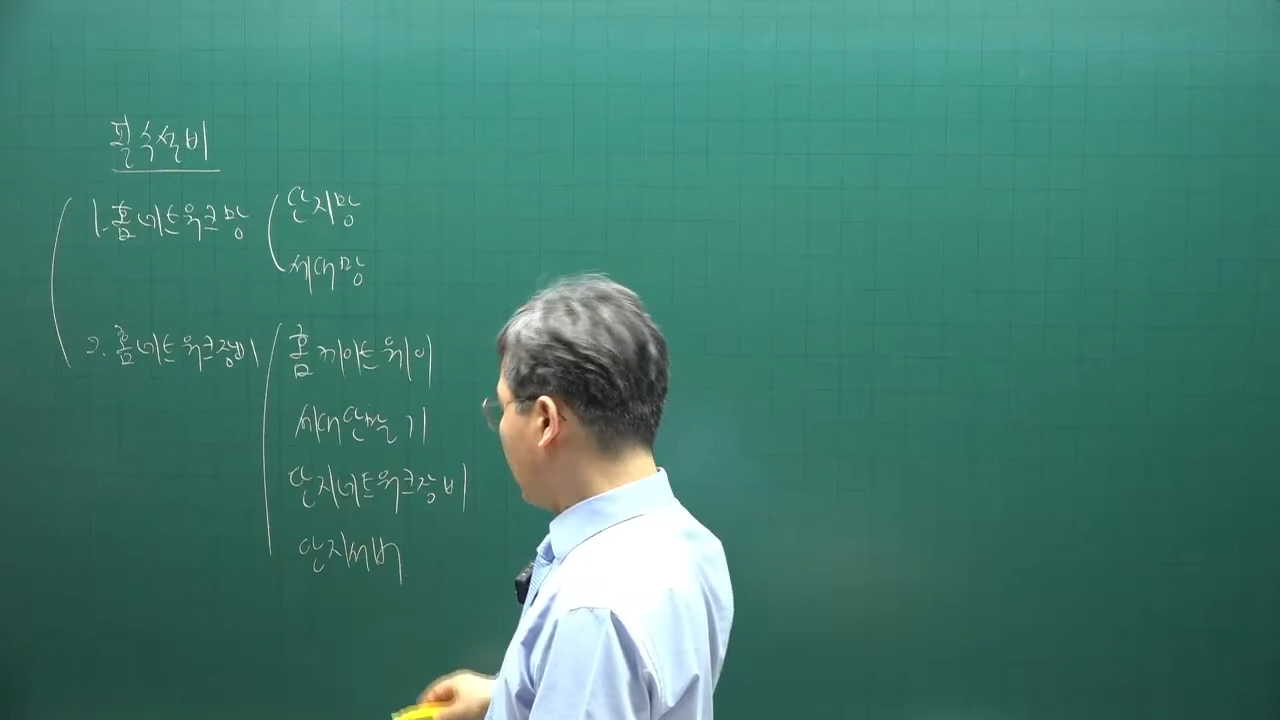 필수설비
1. 홈네트워크망
단지망
세대망
2. 홈네트워크장비
홈게이트웨이
세대단말기
단지네트워크장비
단지서버